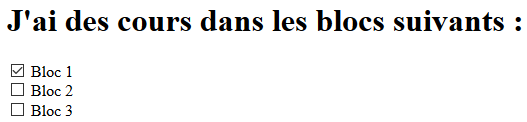 J'ai des cours dans les blocs suivants :
Bloc 1
Bloc 2
Bloc 3